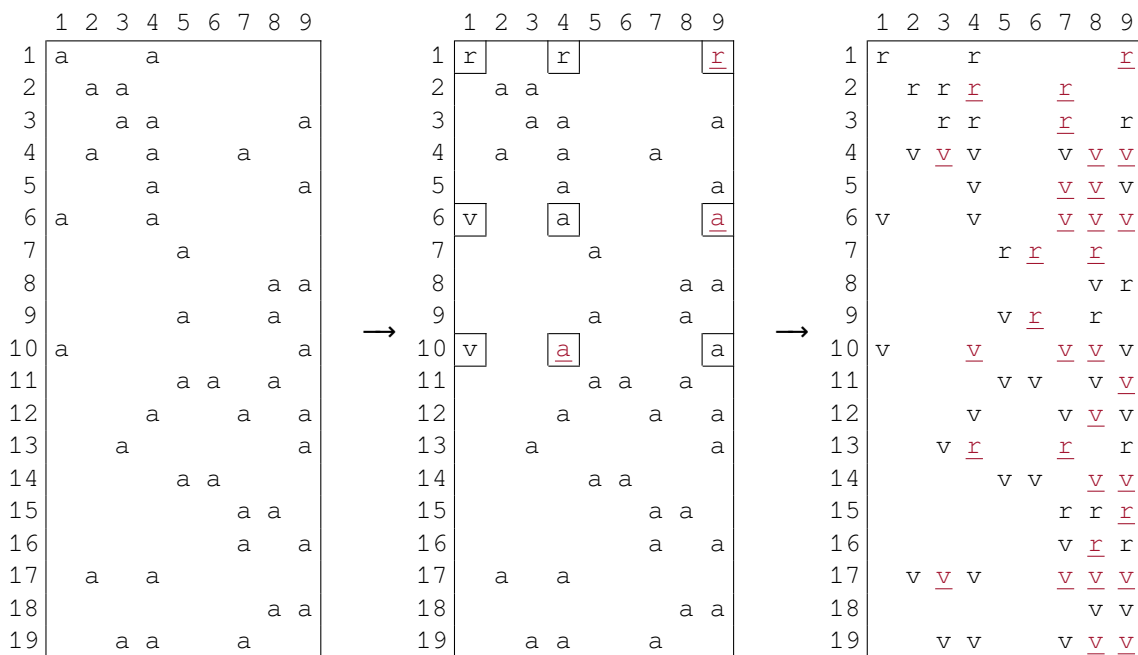 1 2 3 4 5 6 7 8 9 1 2 3 4 5 6 7 8 9 1 2 3 4 5 6 7 8 9
1 a a 1 r r r 1 r r r
2 a a 2 a a 2 r r r r
3 a a a 3 a a a 3 r r r r
4 a a a 4 a a a 4 v v v v v v
5 a a 5 a a 5 v v v v
6 a a 6 v a a 6 v v v v v
7 a 7 a 7 r r r
8 a a 8 a a 8 v r
9 a a 9 a a 9 v r r
→ →
10 a a 10 v a a 10 v v v v v
11 a a a 11 a a a 11 v v v v
12 a a a 12 a a a 12 v v v v
13 a a 13 a a 13 v r r r
14 a a 14 a a 14 v v v v
15 a a 15 a a 15 r r r
16 a a 16 a a 16 v r r
17 a a 17 a a 17 v v v v v v
18 a a 18 a a 18 v v
19 a a a 19 a a a 19 v v v v v